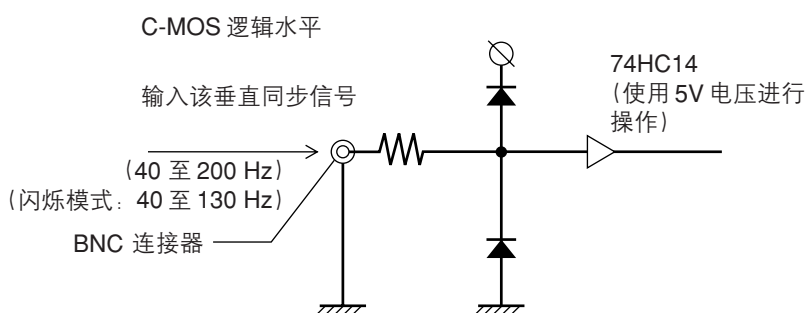 C-MOS 逻辑水平
输入该垂直同步信号
(40 至 200 Hz)
(闪烁模式：40 至 130 Hz)
BNC 连接器
74HC14
(使用 5V 电压进行
操作)